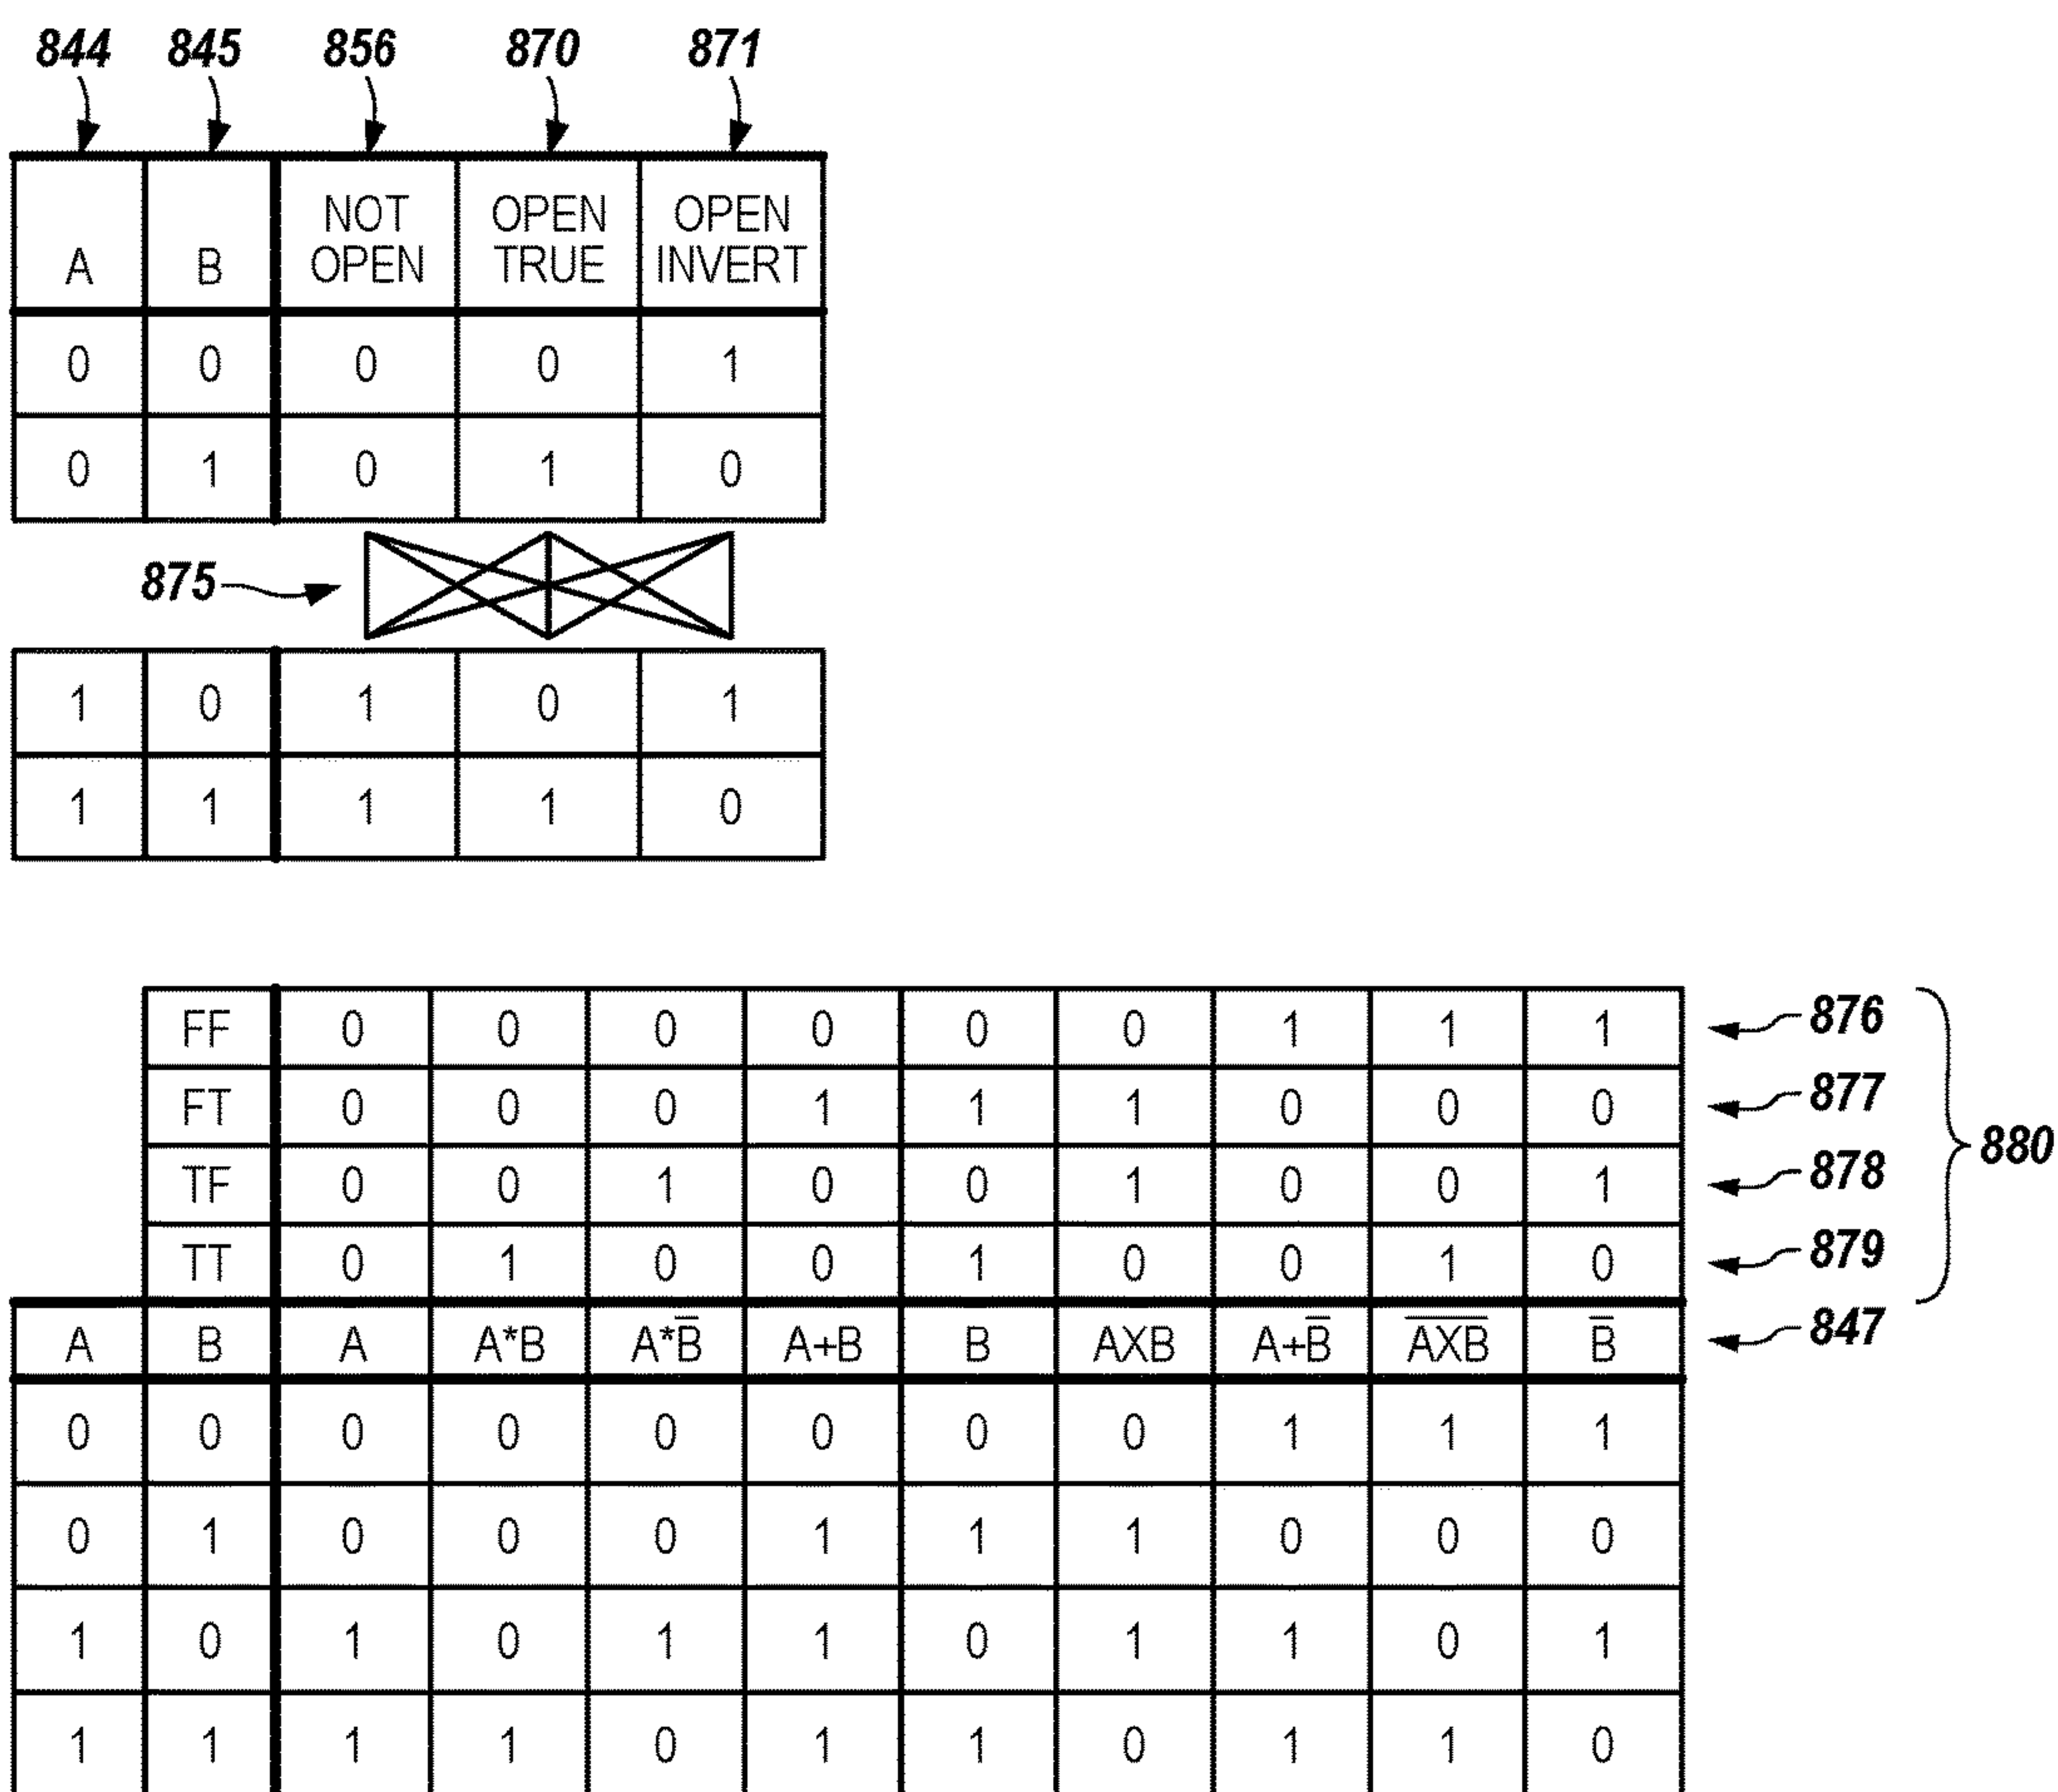 844 845 856 870 871
A B NOT OPEN OPEN TRUE OPEN INVERT
0 0 0 0 1
0 1 0 1 0
875
1 0 1 0 1
1 1 1 1 0
FF 0 0 0 0 0 0 1 1 1 876
FT 0 0 0 1 1 1 0 0 0 877
TF 0 0 1 0 0 1 0 0 1 878
880
TT 0 1 0 0 1 0 0 1 0 879
A B A A*B A*B̅ A+B B AXB A+B̅ A̅X̅B̅ B̅ 847
0 0 0 0 0 0 0 0 1 1 1
0 1 0 0 0 1 1 1 0 0 0
1 0 1 0 1 1 0 1 1 0 1
1 1 1 1 0 1 1 0 1 1 0